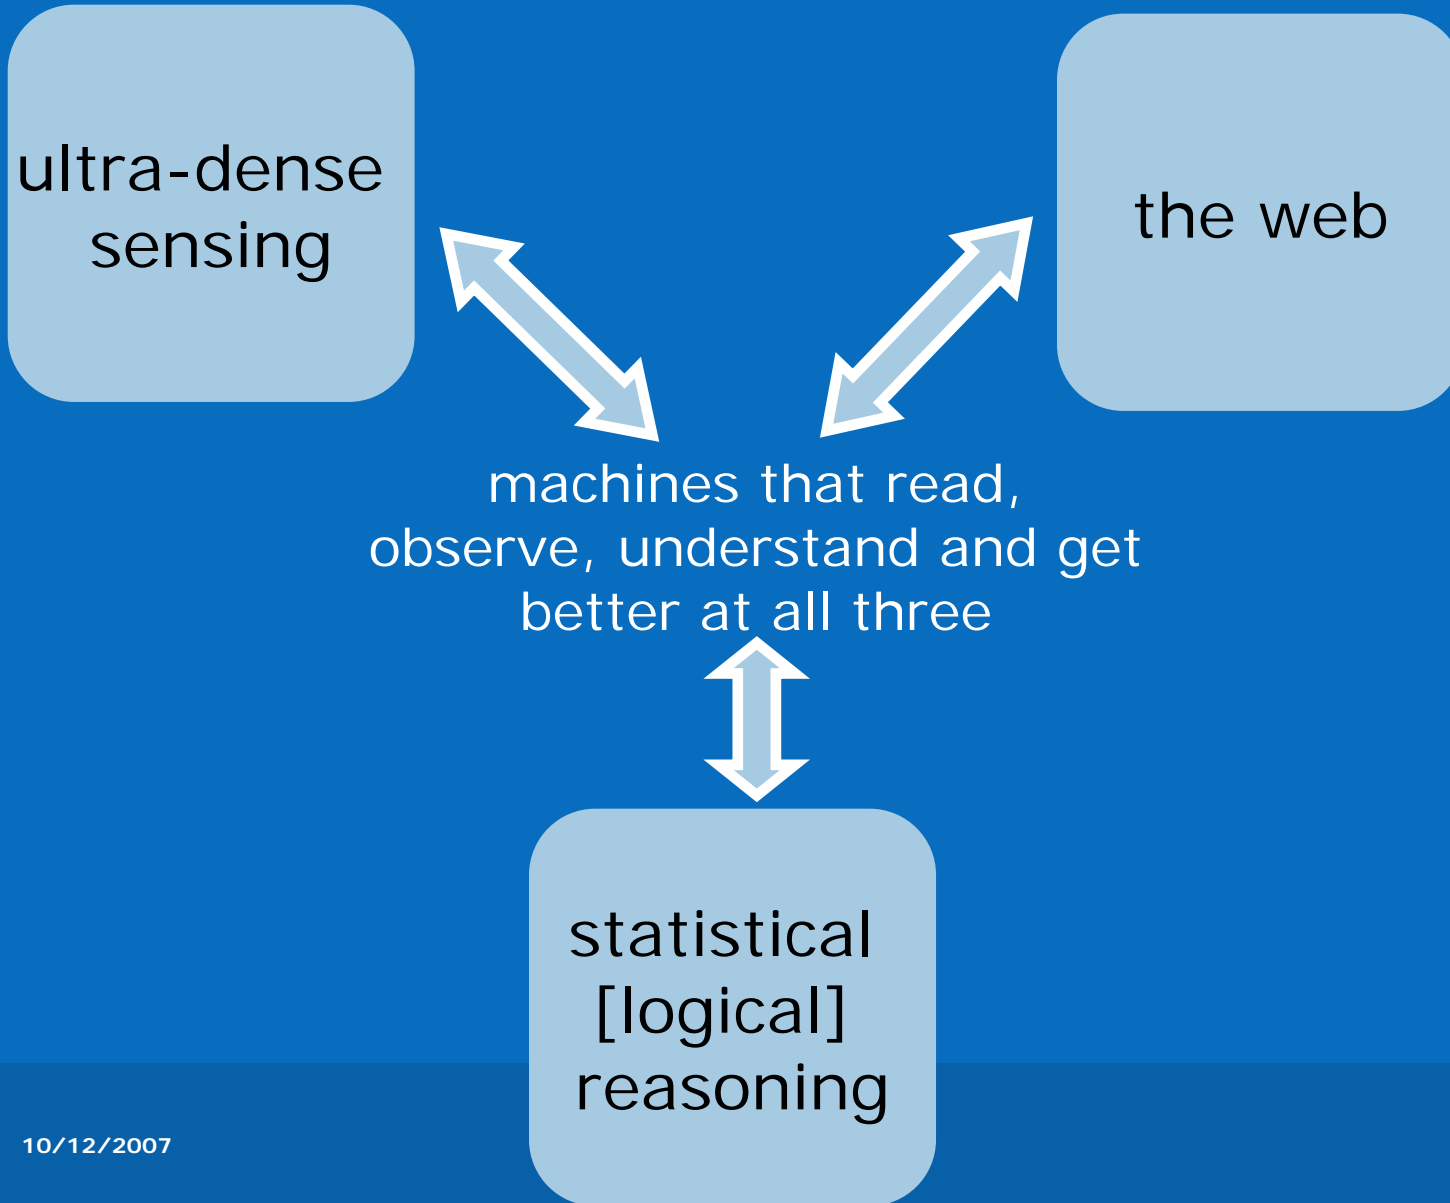 ultra-dense
sensing
the web
machines that read,
observe, understand and get
better at all three
statistical
[logical]
reasoning
10/12/2007